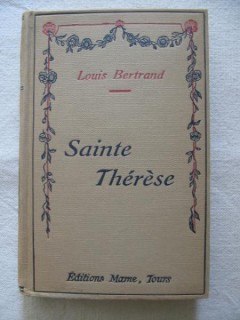 Louis Bertrand
Sainte
Thérèse
Éditions Mame, Tours